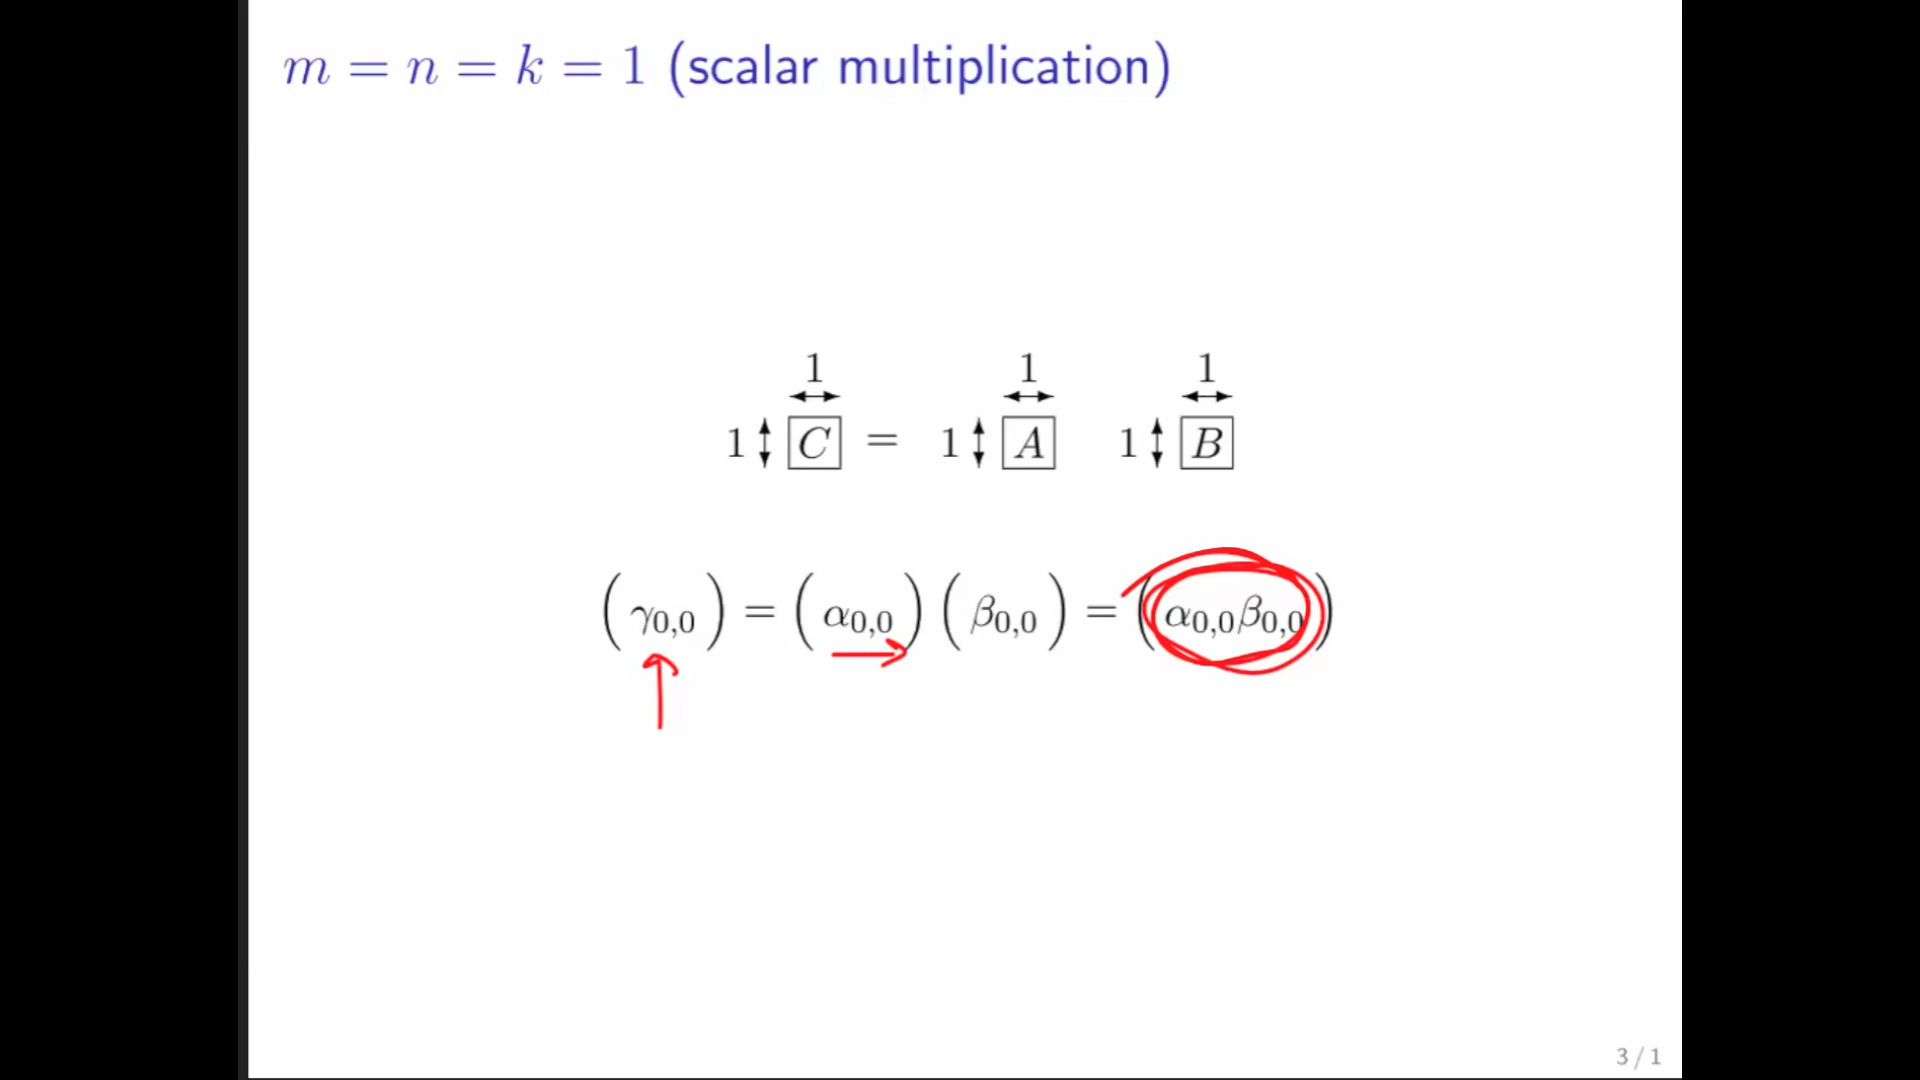 m = n = k = 1 (scalar multiplication)
1 1 1
1 C = 1 A 1 B
(γ0,0) = (α0,0)(β0,0) = (α0,0β0,0)
3 / 1